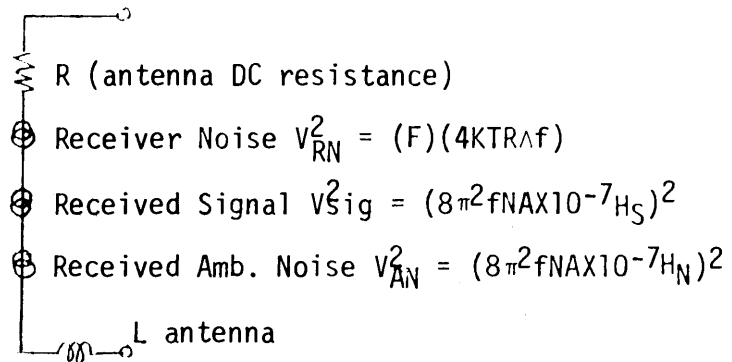 R (antenna DC resistance)
Receiver Noise V²RN = (F)(4KTR∧f)
Received Signal V²sig = (8π²fNAX10⁻⁷HS)²
Received Amb. Noise V²AN = (8π²fNAX10⁻⁷HN)²
L antenna